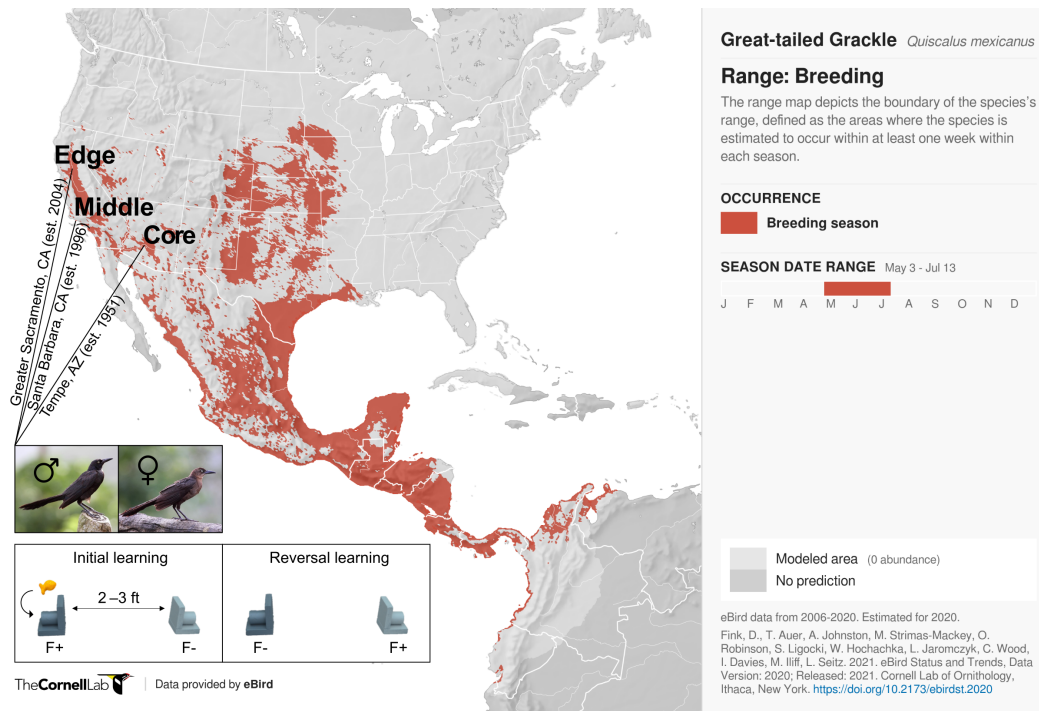 Great-tailed Grackle Quiscalus mexicanus
Range: Breeding
The range map depicts the boundary of the species's
range, defined as the areas where the species is
estimated to occur within at least one week within
each season.
OCCURRENCE
Breeding season
SEASON DATE RANGE May 3 - Jul 13
J F M A M J J A S O N D
Edge
Middle
Core
Greater Sacramento, CA (est. 2004)
Santa Barbara, CA (est. 1996)
Tempe, AZ (est. 1951)
♂ ♀
Initial learning
Reversal learning
2–3 ft
F+ F- F- F+
TheCornellLab
Data provided by eBird
Modeled area (0 abundance)
No prediction
eBird data from 2006-2020. Estimated for 2020.
Fink, D., T. Auer, A. Johnston, M. Strimas-Mackey, O.
Robinson, S. Ligocki, W. Hochachka, L. Jaromczyk, C. Wood,
I. Davies, M. Iliff, L. Seitz. 2021. eBird Status and Trends, Data
Version: 2020; Released: 2021. Cornell Lab of Ornithology,
Ithaca, New York. https://doi.org/10.2173/ebirdst.2020